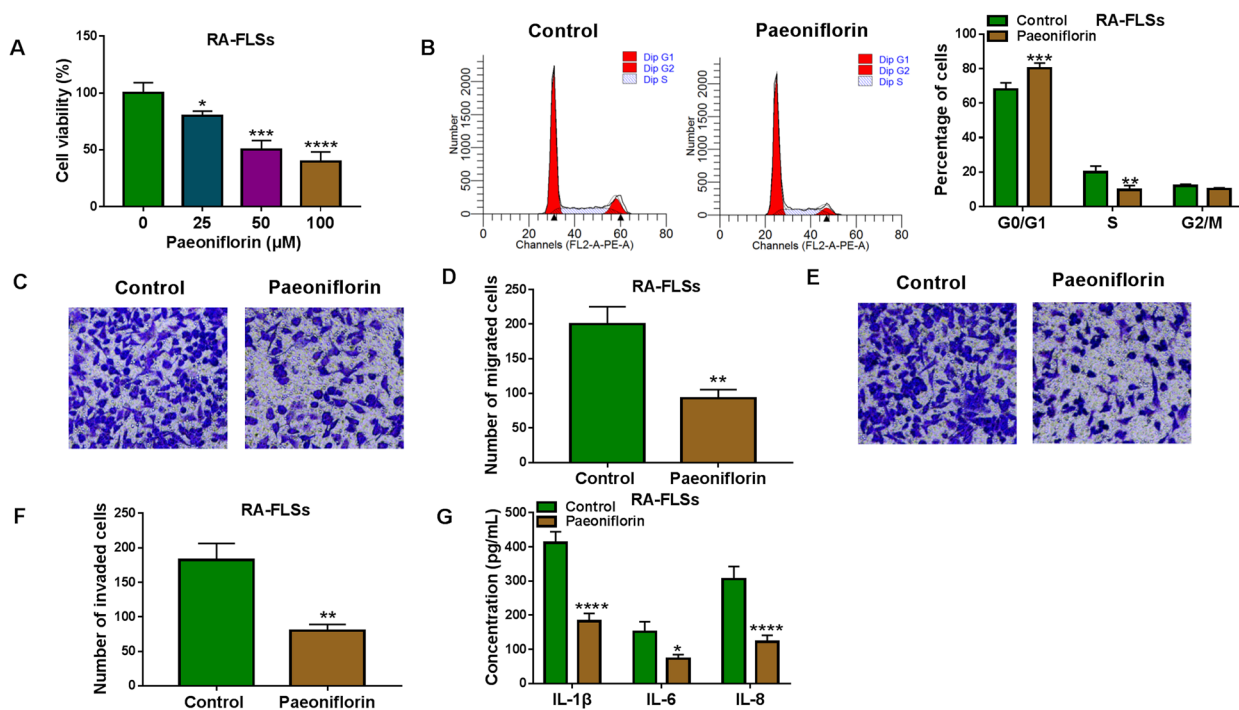 A
RA-FLSs
Cell viability (%)
150
100
50
0
*
***
****
0 25 50 100
Paeoniflorin (µM)
B
Control
Dip G1
Dip G2
Dip S
Number
0 500 1000 1500 2000
0 20 40 60 80
Channels (FL2-A-PE-A)
Paeoniflorin
Dip G1
Dip G2
Dip S
Number
0 500 1000 1500 2000
0 20 40 60 80
Channels (FL2-A-PE-A)
RA-FLSs
Control
Paeoniflorin
Percentage of cells
100
80
60
40
20
0
***
**
G0/G1 S G2/M
C
Control Paeoniflorin
D
RA-FLSs
Number of migrated cells
250
200
150
100
50
0
**
Control Paeoniflorin
E
Control Paeoniflorin
F
RA-FLSs
Number of invaded cells
250
200
150
100
50
0
**
Control Paeoniflorin
G
RA-FLSs
Control
Paeoniflorin
Concentration (pg/mL)
500
400
300
200
100
0
****
*
****
IL-1β IL-6 IL-8